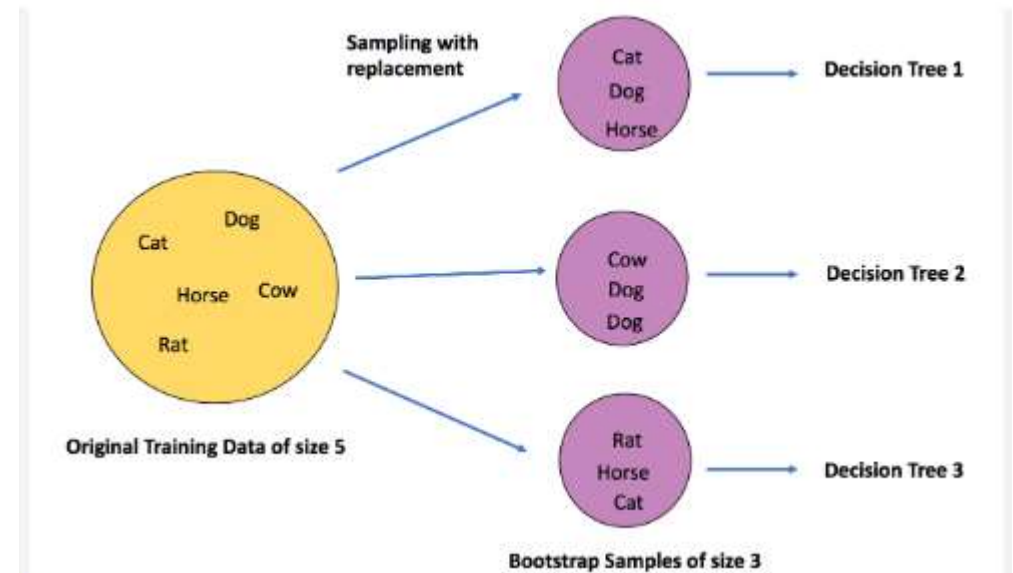 Sampling with
replacement
Cat
Dog
Horse
Decision Tree 1
Dog
Cat
Horse
Cow
Rat
Cow
Dog
Dog
Decision Tree 2
Rat
Horse
Cat
Decision Tree 3
Original Training Data of size 5
Bootstrap Samples of size 3